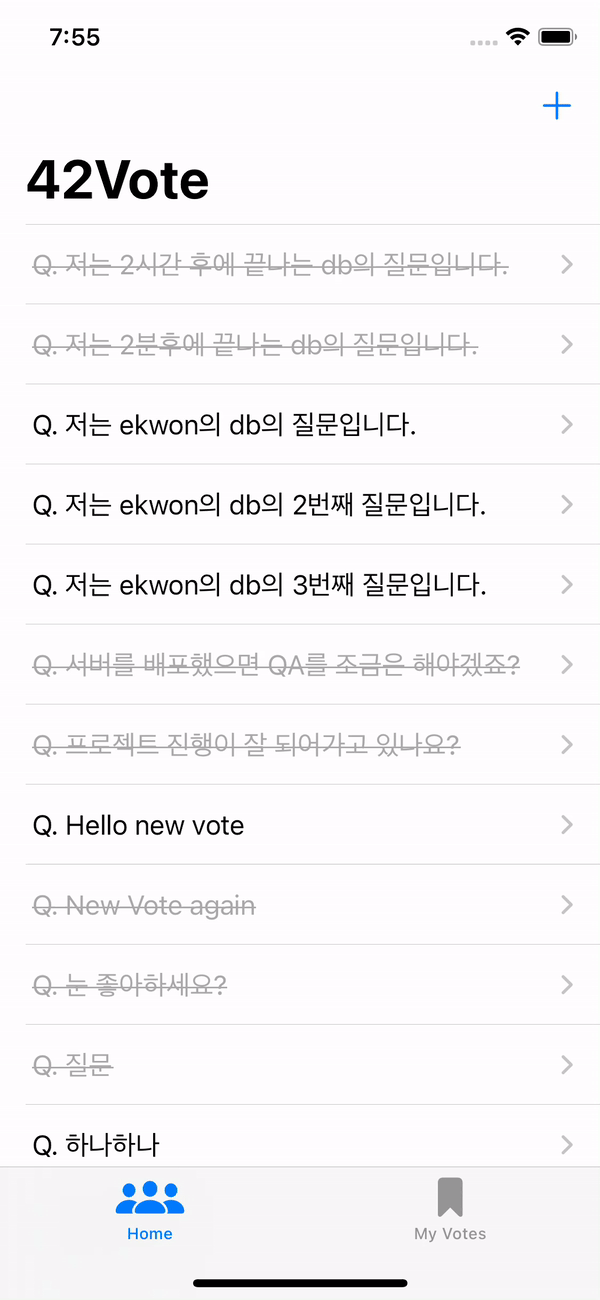 7:55
42Vote
Q. 저는 2시간 후에 끝나는 db의 질문입니다.
Q. 저는 2분후에 끝나는 db의 질문입니다.
Q. 저는 ekwon의 db의 질문입니다.
Q. 저는 ekwon의 db의 2번째 질문입니다.
Q. 저는 ekwon의 db의 3번째 질문입니다.
Q. 서버를 배포했으면 QA를 조금은 해야겠죠?
Q. 프로젝트 진행이 잘 되어가고 있나요?
Q. Hello new vote
Q. New Vote again
Q. 눈 좋아하세요?
Q. 질문
Q. 하나하나
Home
My Votes